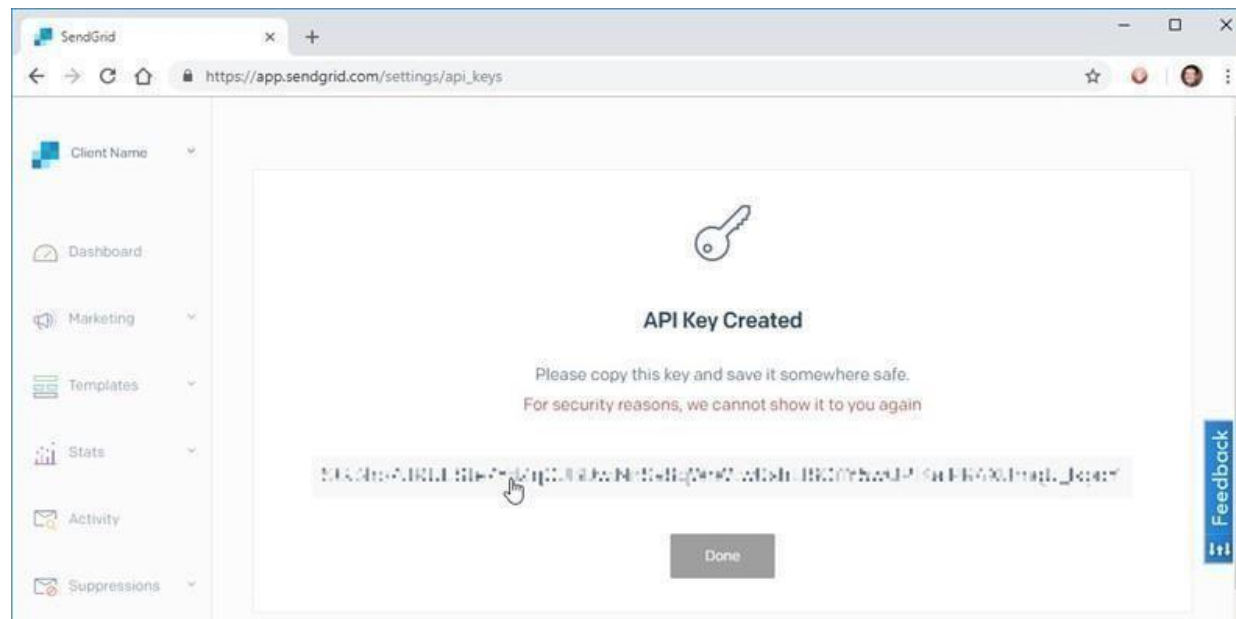 SendGrid
https://app.sendgrid.com/settings/api_keys
Client Name
Dashboard
Marketing
Templates
Stats
Activity
Suppressions
API Key Created
Please copy this key and save it somewhere safe.
For security reasons, we cannot show it to you again
Done
Feedback